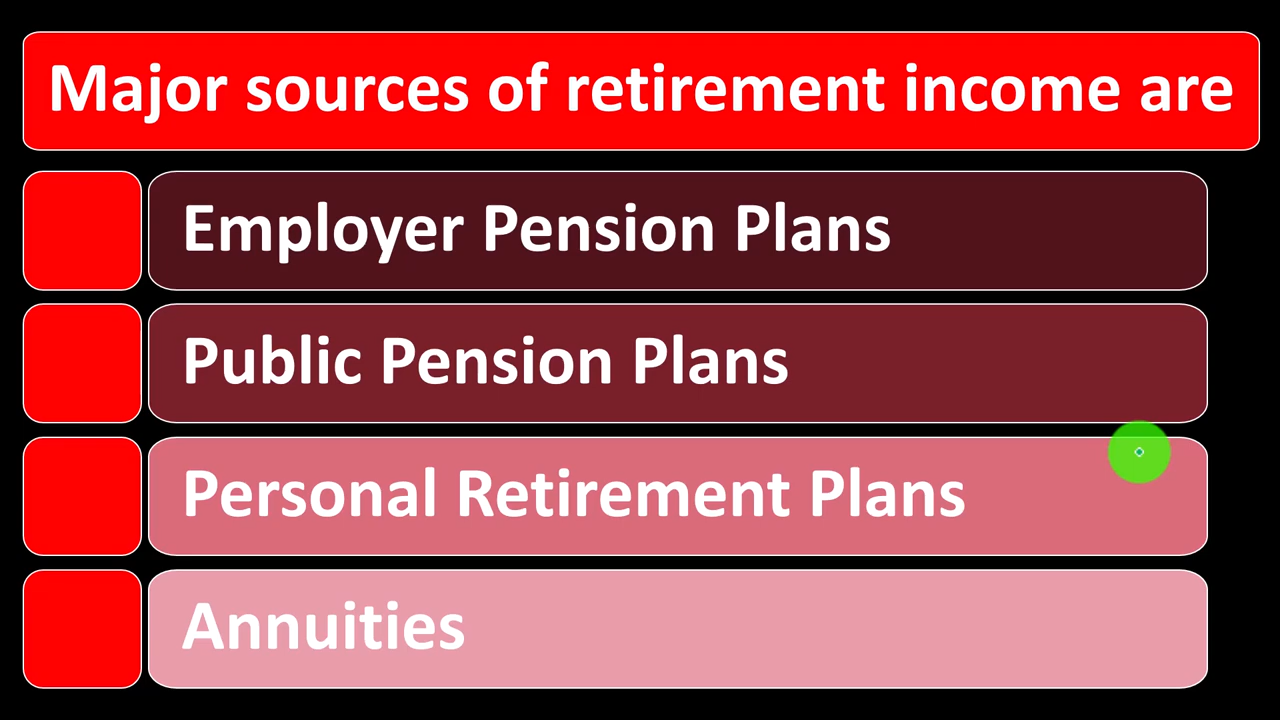 Major sources of retirement income are
Employer Pension Plans
Public Pension Plans
Personal Retirement Plans
Annuities